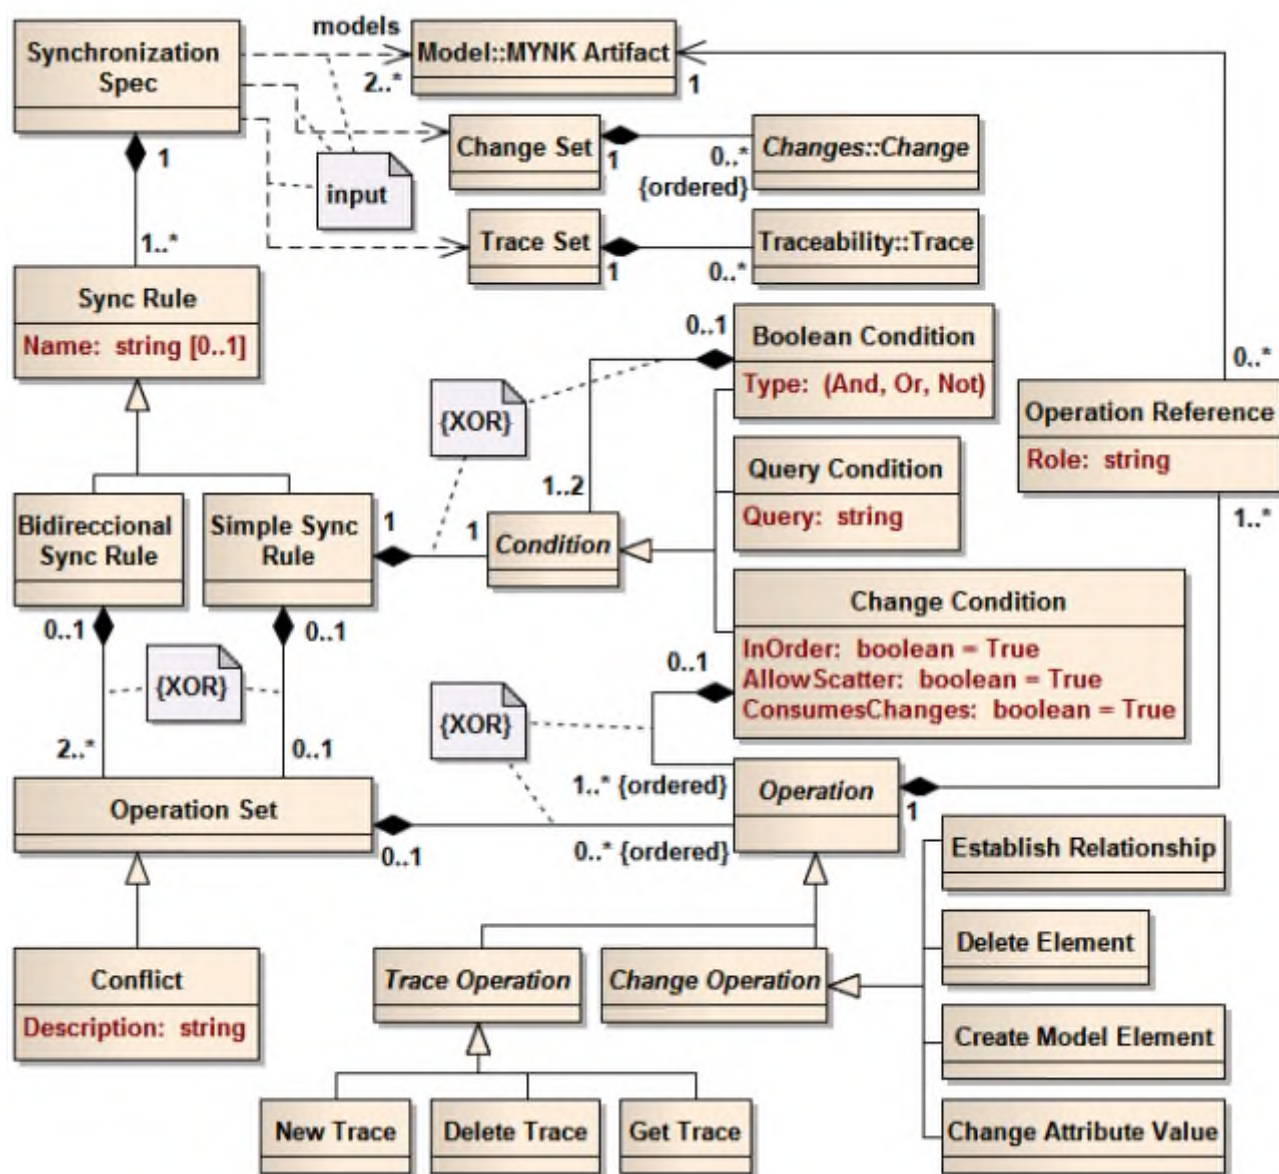 models
Synchronization
Spec
Model::MYNK Artifact
2..*
1
1
Change Set
1
0..*
{ordered}
Changes::Change
input
1..*
Trace Set
1
0..*
Traceability::Trace
Sync Rule
Name: string [0..1]
0..1
Boolean Condition
Type: (And, Or, Not)
0..*
{XOR}
Operation Reference
Role: string
1..*
Query Condition
Query: string
1..2
Bidireccional
Sync Rule
Simple Sync
Rule
1
1
Condition
Change Condition
InOrder: boolean = True
AllowScatter: boolean = True
ConsumesChanges: boolean = True
0..1
0..1
0..1
{XOR}
{XOR}
2..*
0..1
1..* {ordered}
Operation Set
0..1
0..* {ordered}
Operation
1
Establish Relationship
Delete Element
Conflict
Description: string
Trace Operation
Change Operation
Create Model Element
New Trace
Delete Trace
Get Trace
Change Attribute Value